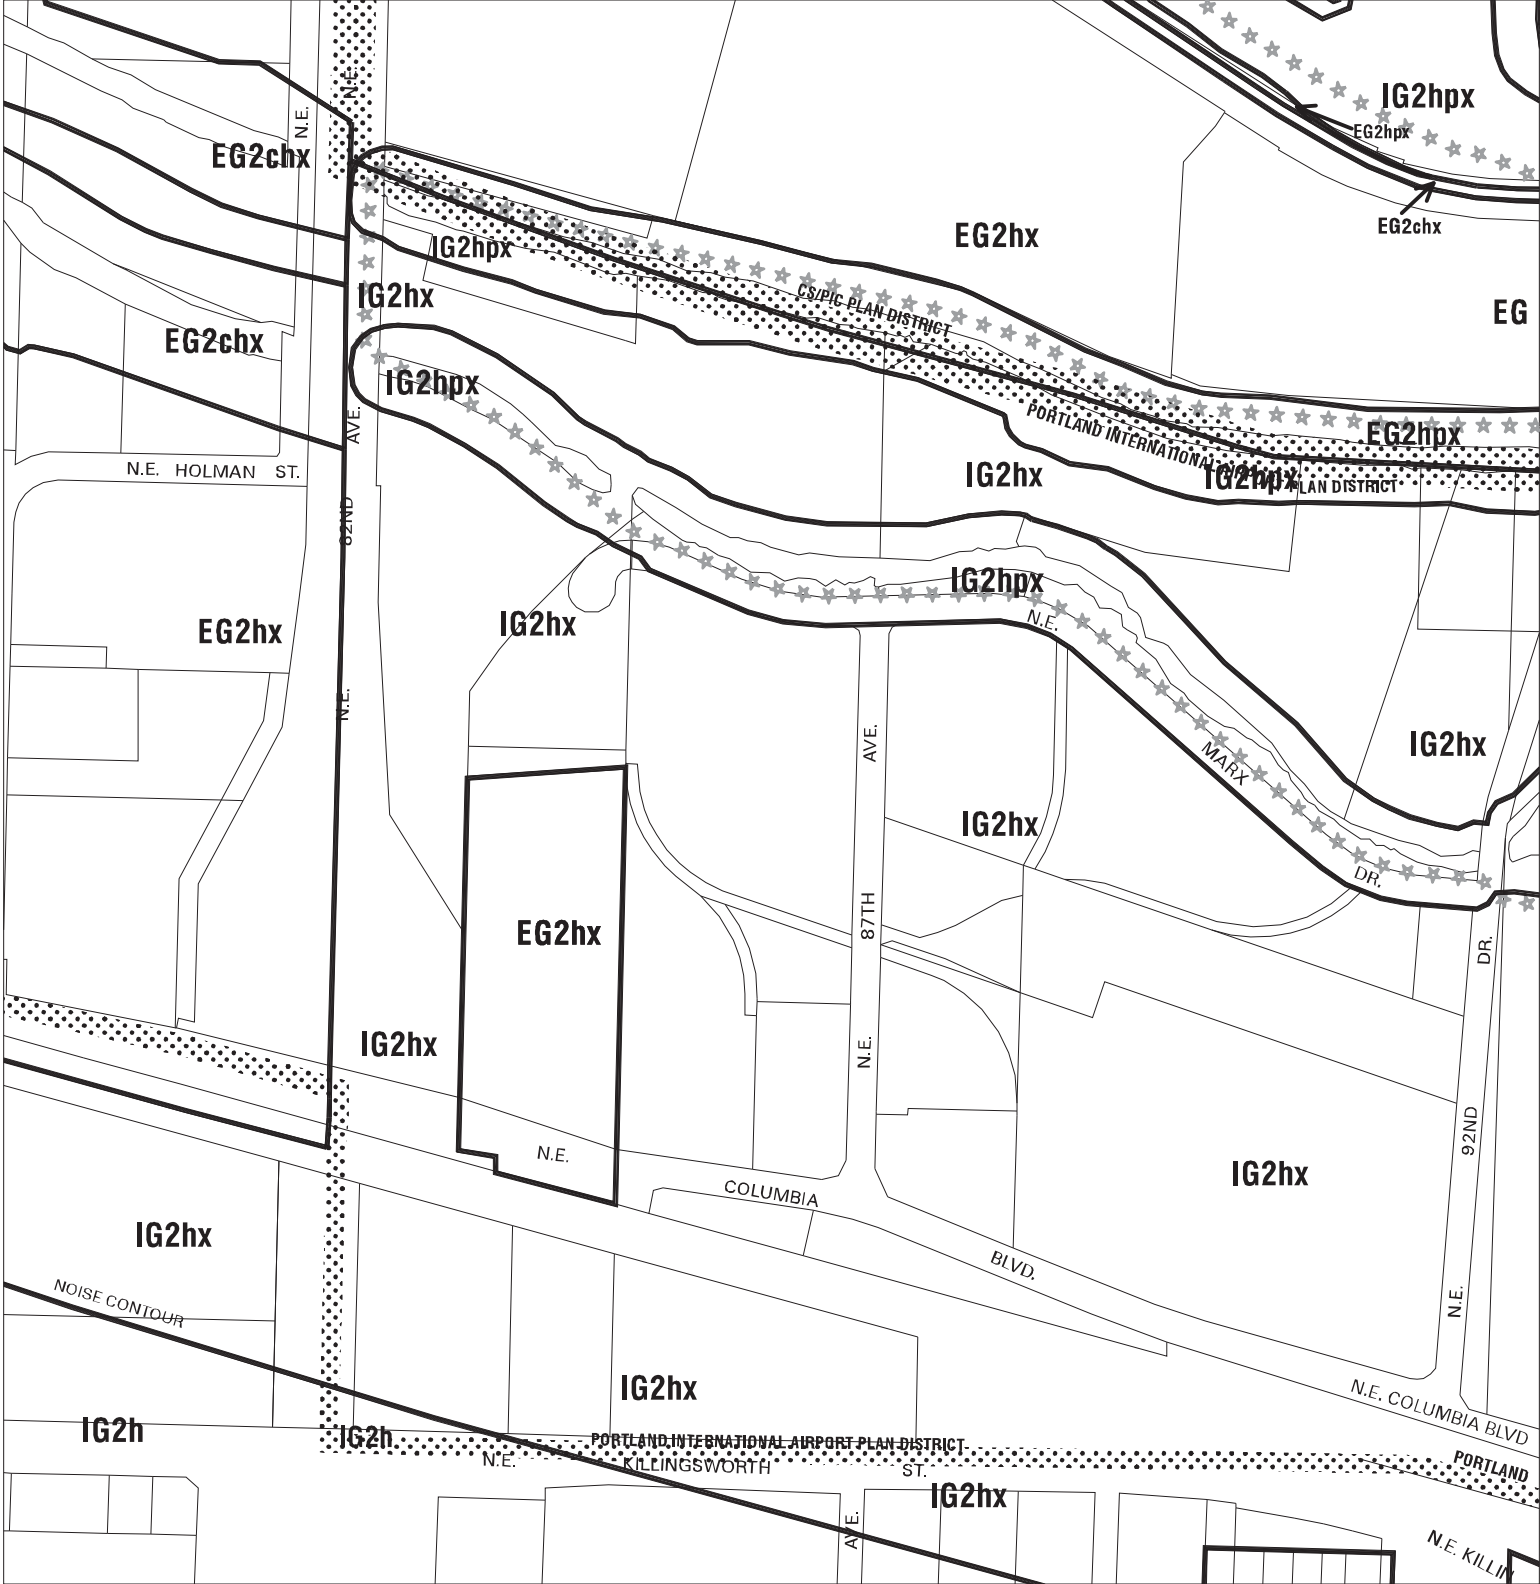 N.E.
N.E.
IG2hpx
EG2hpx
EG2chx
EG2chx
EG2hx
IG2hpx
IG2hx
CS/PIC PLAN DISTRICT
EG
EG2chx
IG2hpx
AVE.
PORTLAND INTERNATIONAL
PLAN DISTRICT
EG2hpx
IG2hpx
IG2hx
N.E. HOLMAN ST.
82ND
IG2hpx
N.E.
IG2hx
EG2hx
N.E.
AVE.
IG2hx
MARX
IG2hx
DR.
EG2hx
87TH
DR.
IG2hx
N.E.
92ND
N.E.
COLUMBIA
IG2hx
IG2hx
BLVD.
N.E.
NOISE CONTOUR
IG2hx
N.E. COLUMBIA BLVD
IG2h
IG2h
PORTLAND INTERNATIONAL AIRPORT PLAN DISTRICT
N.E. KILLINGSWORTH ST.
PORTLAND
IG2hx
AVE.
N.E. KILLIN